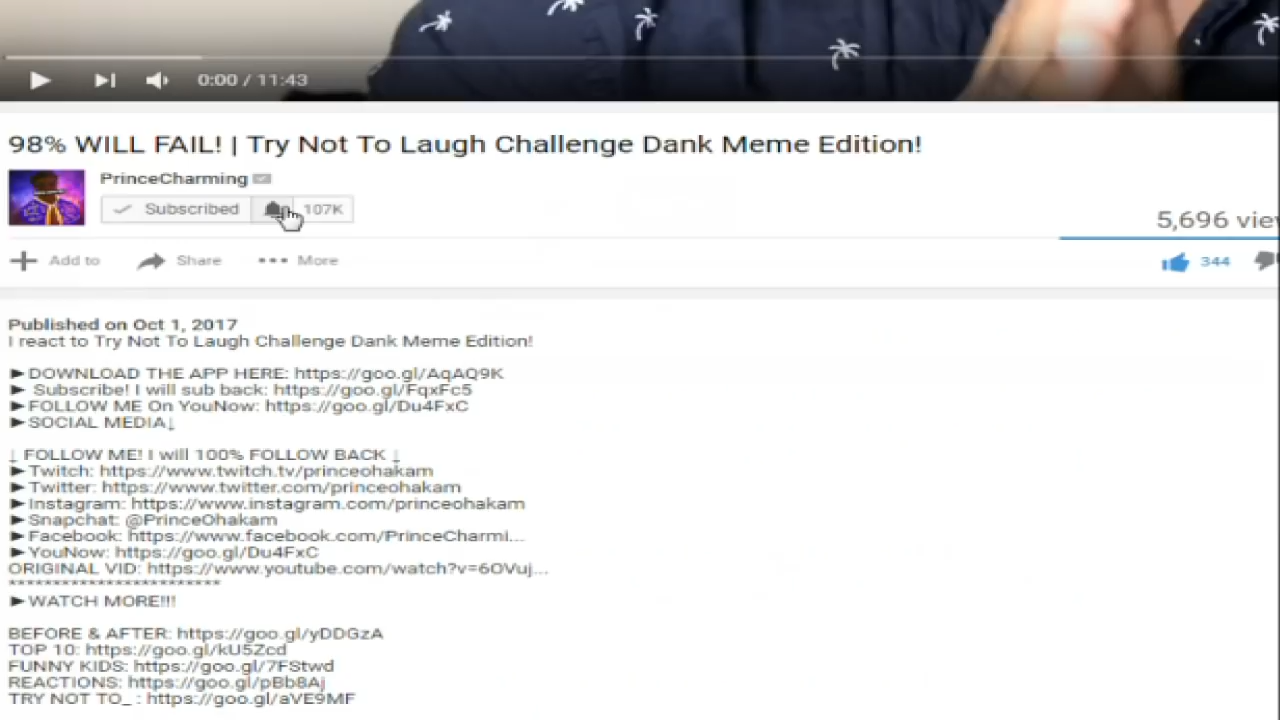 0:00 / 11:43
98% WILL FAIL! | Try Not To Laugh Challenge Dank Meme Edition!
PrinceCharming
Subscribed 107K
5,696 vie
Add to Share More 344
Published on Oct 1, 2017
I react to Try Not To Laugh Challenge Dank Meme Edition!
►DOWNLOAD THE APP HERE: https://goo.gl/AqAQ9K
► Subscribe! I will sub back: https://goo.gl/FqxFc5
►FOLLOW ME On YouNow: https://goo.gl/Du4FxC
►SOCIAL MEDIA↓
↓ FOLLOW ME! I will 100% FOLLOW BACK ↓
►Twitch: https://www.twitch.tv/princeohakam
►Twitter: https://www.twitter.com/princeohakam
►Instagram: https://www.instagram.com/princeohakam
►Snapchat: @PrinceOhakam
►Facebook: https://www.facebook.com/PrinceCharmi...
►YouNow: https://goo.gl/Du4FxC
ORIGINAL VID: https://www.youtube.com/watch?v=6OVuj...
************************
►WATCH MORE!!!
BEFORE & AFTER: https://goo.gl/yDDGzA
TOP 10: https://goo.gl/kU5Zcd
FUNNY KIDS: https://goo.gl/7FStwd
REACTIONS: https://goo.gl/pBb8Aj
TRY NOT TO_ : https://goo.gl/aVE9MF